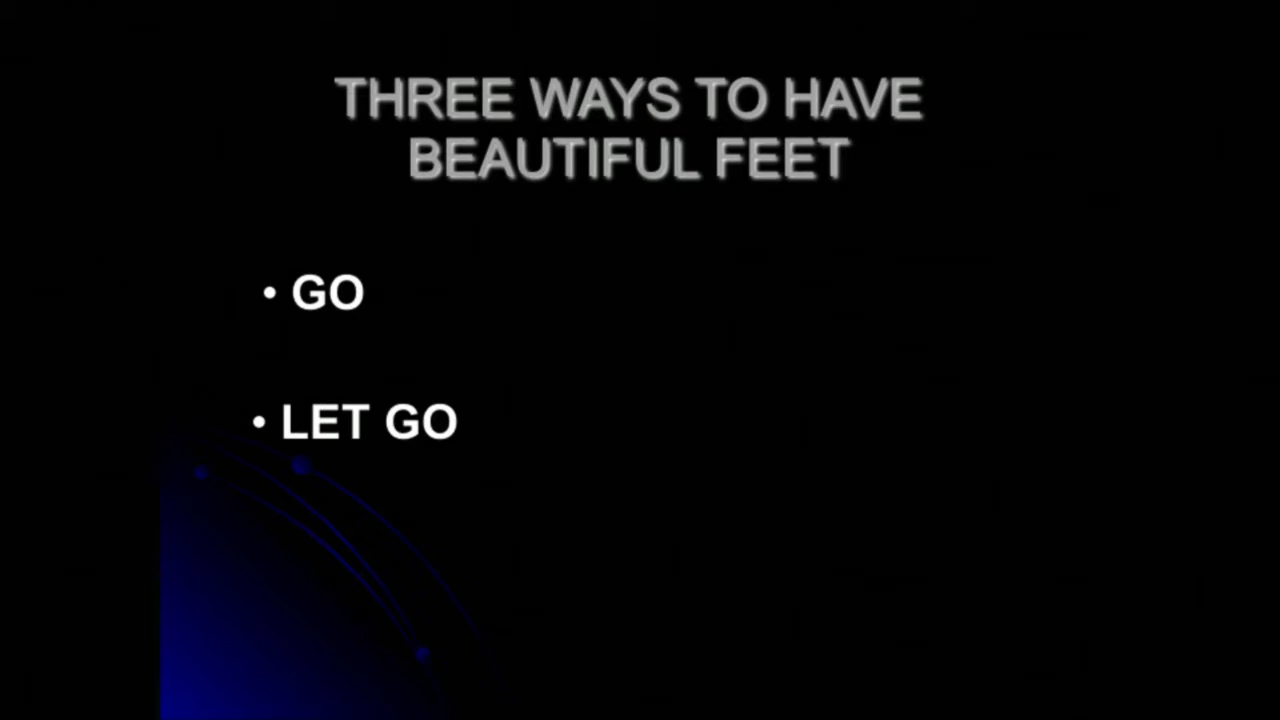 THREE WAYS TO HAVE
BEAUTIFUL FEET
• GO
• LET GO